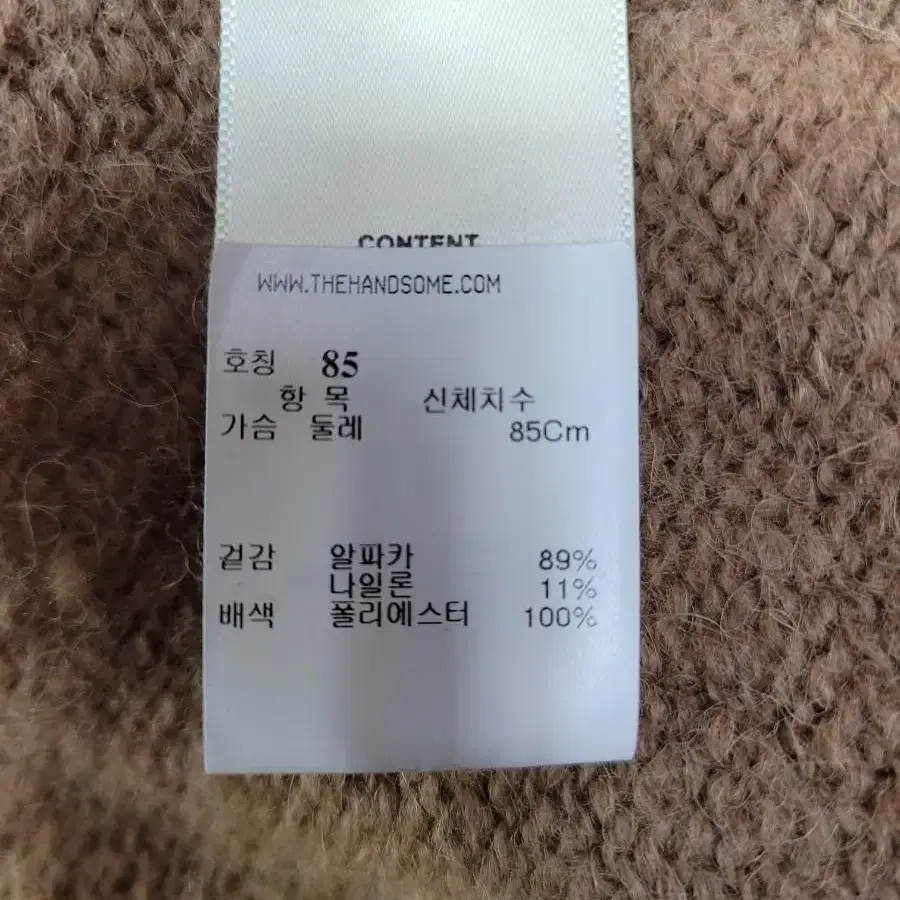 CONTENT
WWW.THEHANDSOME.COM
호칭 85
항 목 신체치수
가슴 둘레 85Cm
겉감 알파카 89%
나일론 11%
배색 폴리에스터 100%